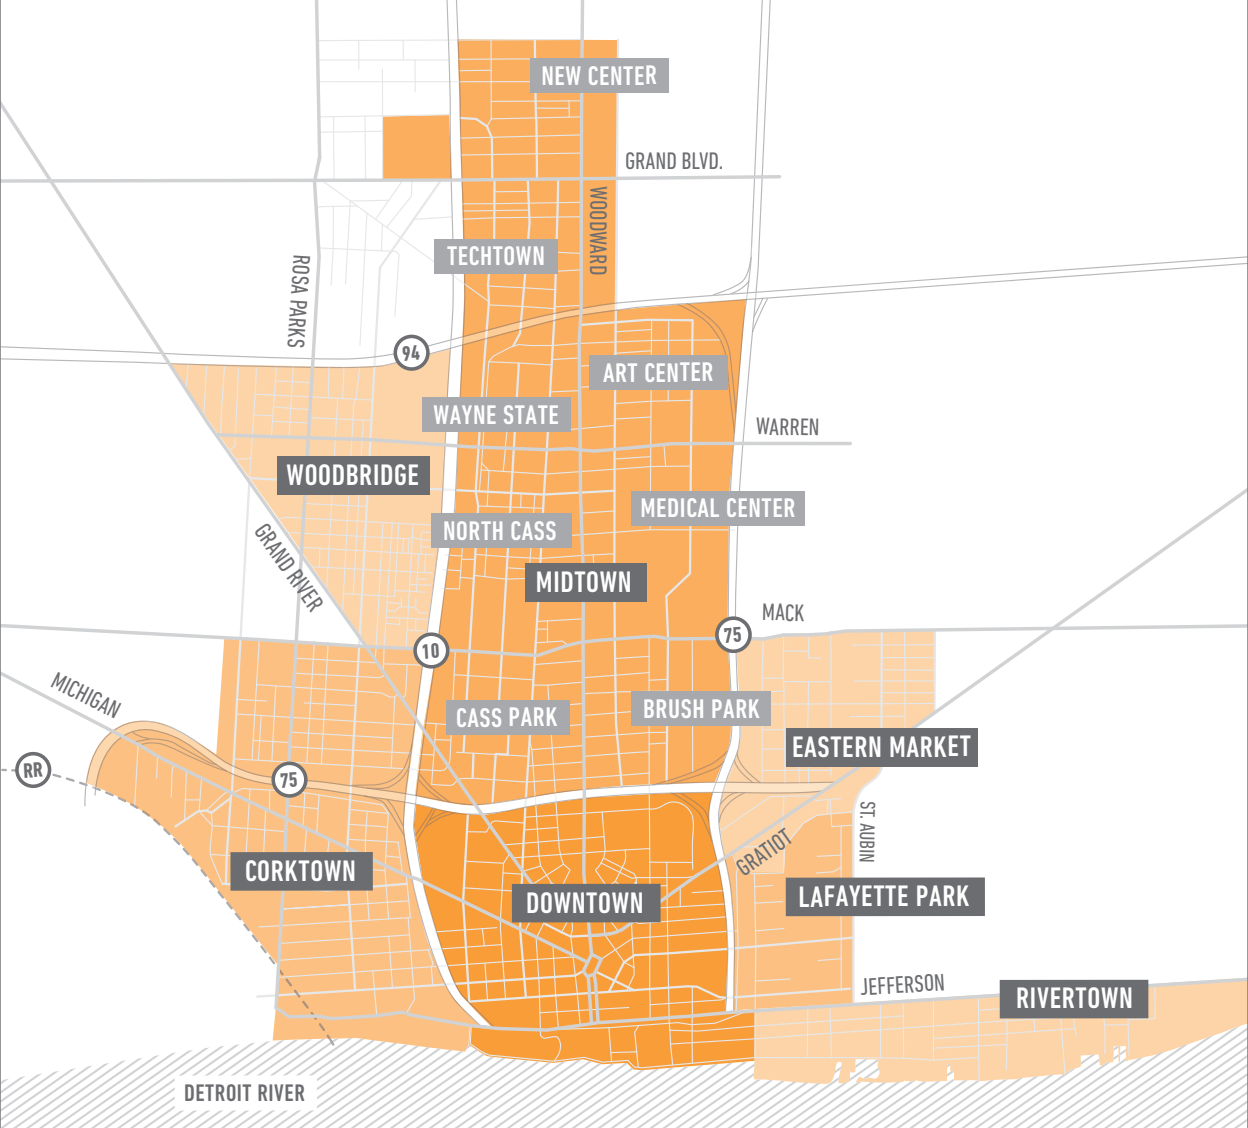 NEW CENTER
GRAND BLVD.
WOODWARD
TECHTOWN
ROSA PARKS
94
ART CENTER
WAYNE STATE
WARREN
WOODBRIDGE
MEDICAL CENTER
NORTH CASS
GRAND RIVER
MIDTOWN
MACK
75
10
MICHIGAN
CASS PARK
BRUSH PARK
EASTERN MARKET
RR
75
ST. AUBIN
GRATIOT
CORKTOWN
LAFAYETTE PARK
DOWNTOWN
JEFFERSON
RIVERTOWN
DETROIT RIVER